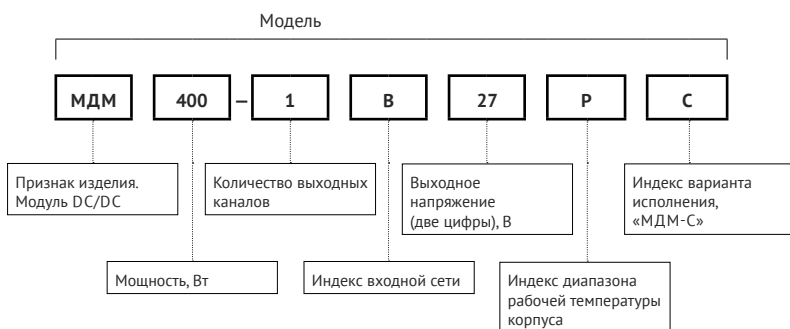 Модель
МДМ 400 – 1 В 27 Р С
Признак изделия.
Модуль DC/DC
Количество выходных
каналов
Выходное
напряжение
(две цифры), В
Индекс варианта
исполнения,
«МДМ-С»
Мощность, Вт
Индекс входной сети
Индекс диапазона
рабочей температуры
корпуса